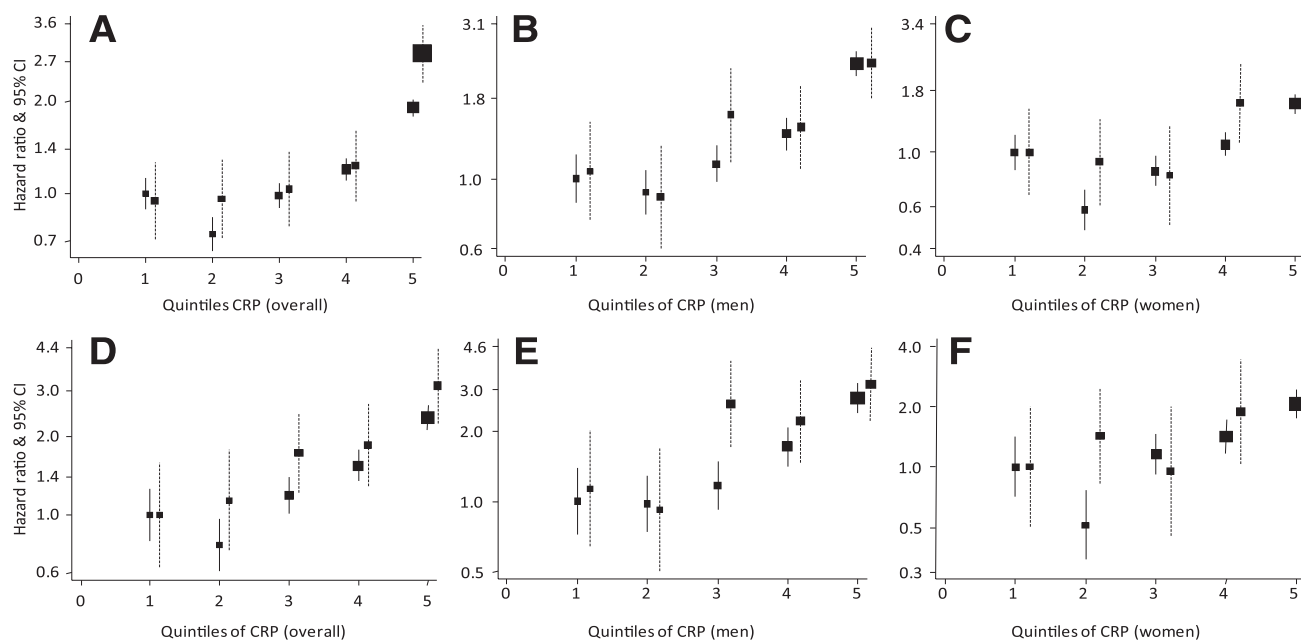 A
Hazard ratio & 95% CI
3.6
2.7
2.0
1.4
1.0
0.7
0 1 2 3 4 5
Quintiles CRP (overall)
B
3.1
1.8
1.0
0.6
0 1 2 3 4 5
Quintiles of CRP (men)
C
3.4
1.8
1.0
0.6
0.4
0 1 2 3 4 5
Quintiles of CRP (women)
D
Hazard ratio & 95% CI
4.4
3.0
2.0
1.4
1.0
0.6
0 1 2 3 4 5
Quintiles of CRP (overall)
E
4.6
3.0
2.0
1.0
0.5
0 1 2 3 4 5
Quintiles of CRP (men)
F
4.0
2.0
1.0
0.5
0.3
0 1 2 3 4 5
Quintiles of CRP (women)